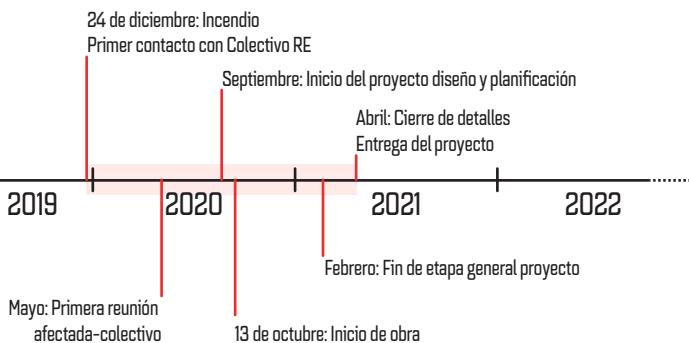 24 de diciembre: Incendio
Primer contacto con Colectivo RE
Septiembre: Inicio del proyecto diseño y planificación
Abril: Cierre de detalles
Entrega del proyecto
2019
2020
2021
2022
Febrero: Fin de etapa general proyecto
Mayo: Primera reunión
afectada-colectivo
13 de octubre: Inicio de obra